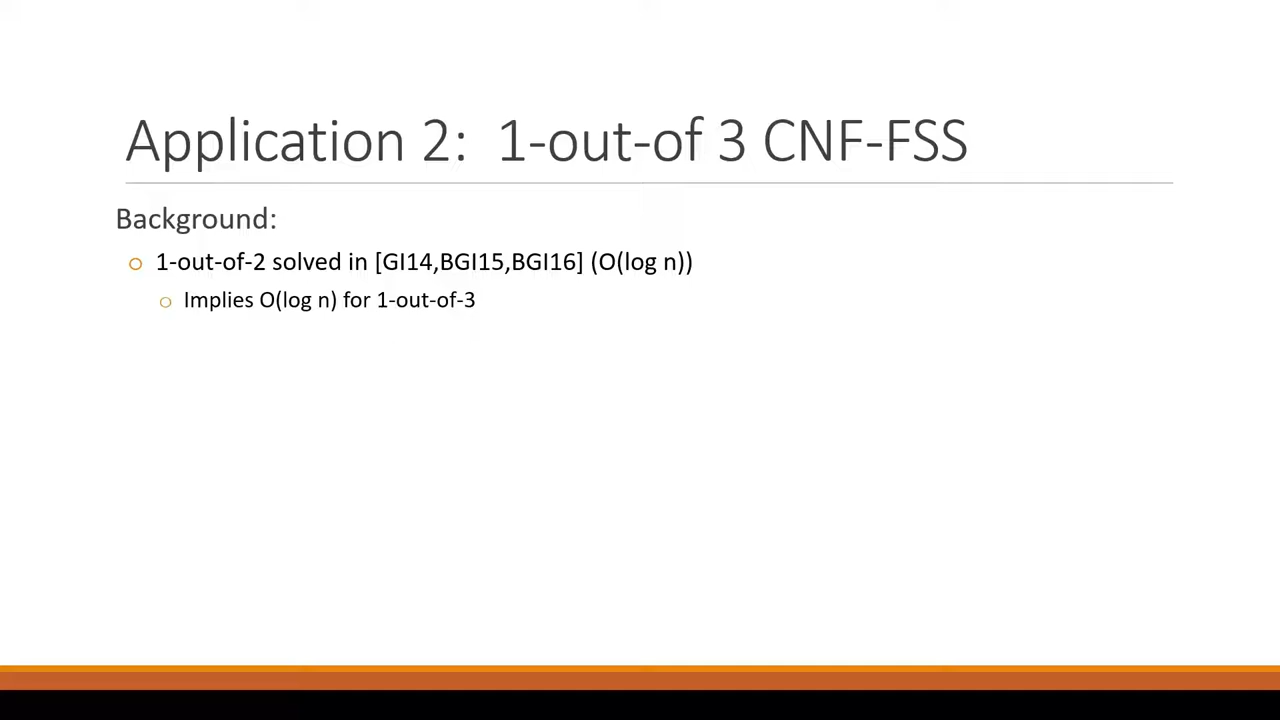 Application 2: 1-out-of 3 CNF-FSS
Background:
1-out-of-2 solved in [GI14,BGI15,BGI16] (O(log n))
Implies O(log n) for 1-out-of-3